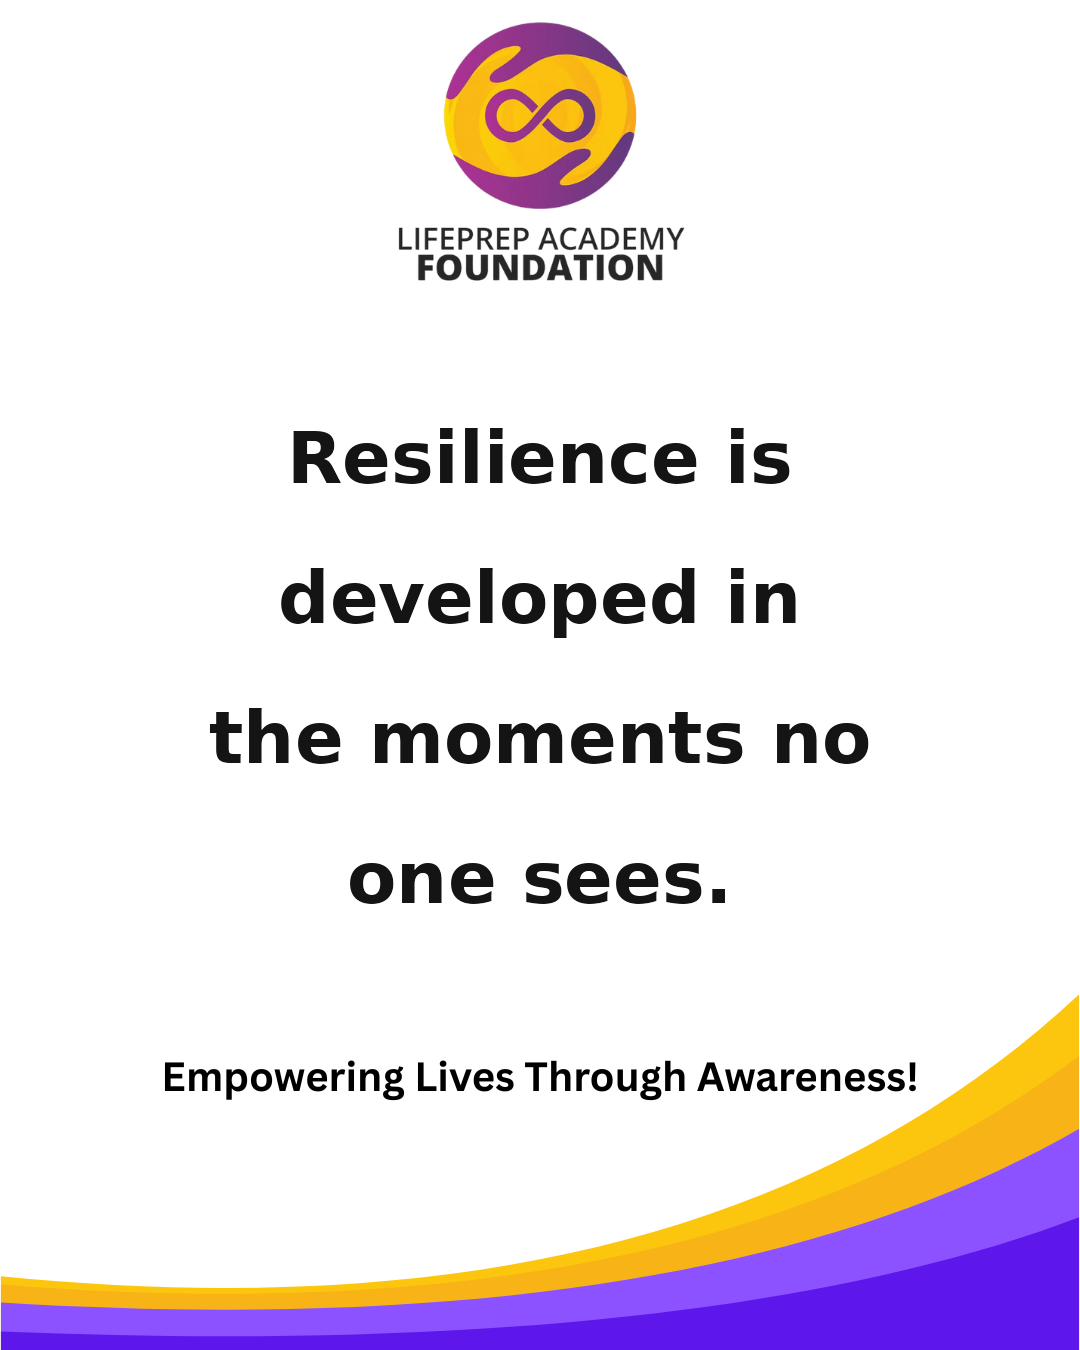 LIFEPREP ACADEMY
FOUNDATION
Resilience is
developed in
the moments no
one sees.
Empowering Lives Through Awareness!